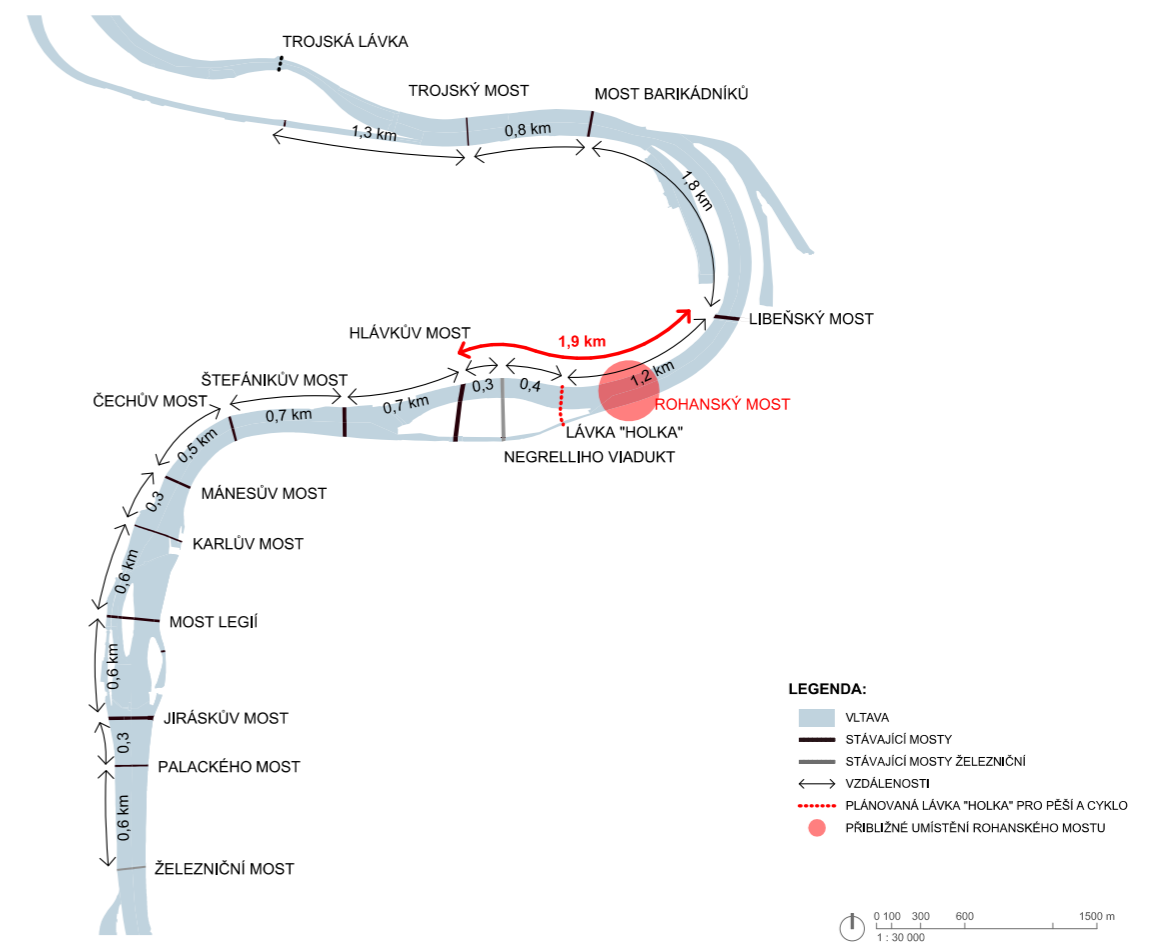 TROJSKÁ LÁVKA
TROJSKÝ MOST
MOST BARIKÁDNÍKŮ
1,3 km
0,8 km
1,8 km
LIBEŇSKÝ MOST
HLÁVKŮV MOST
1,9 km
1,2 km
0,3
0,4
ROHANSKÝ MOST
ŠTEFÁNIKŮV MOST
ČECHŮV MOST
0,7 km
0,7 km
LÁVKA "HOLKA"
NEGRELLIHO VIADUKT
0,5 km
MÁNESŮV MOST
0,3
KARLŮV MOST
0,6 km
MOST LEGIÍ
0,6 km
JIRÁSKŮV MOST
0,3
PALACKÉHO MOST
0,6 km
ŽELEZNIČNÍ MOST
LEGENDA:
VLTAVA
STÁVAJÍCÍ MOSTY
STÁVAJÍCÍ MOSTY ŽELEZNIČNÍ
VZDÁLENOSTI
PLÁNOVANÁ LÁVKA "HOLKA" PRO PĚŠÍ A CYKLO
PŘIBLIŽNÉ UMÍSTĚNÍ ROHANSKÉHO MOSTU
0 100 300 600 1500 m
1 : 30 000